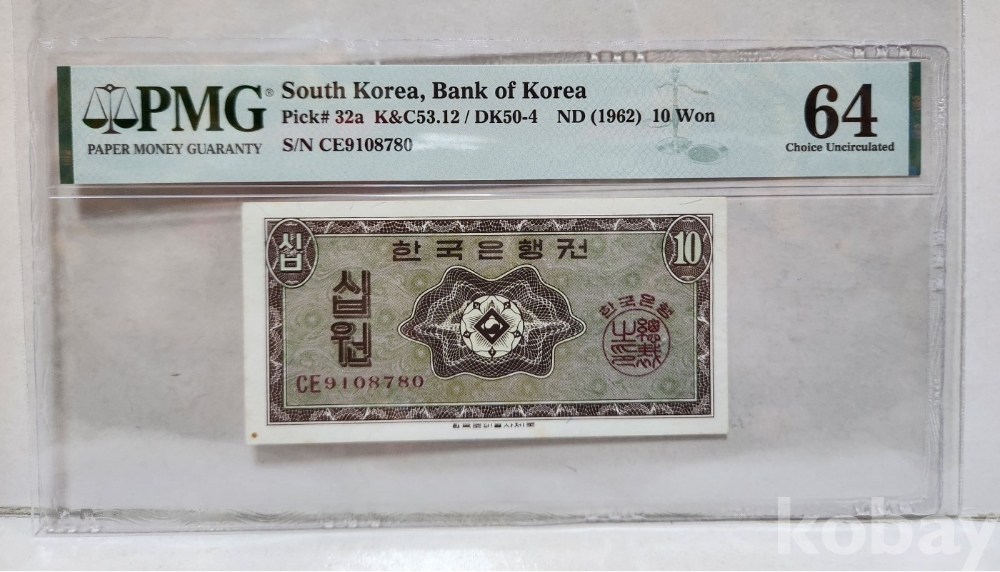 PMG®
PAPER MONEY GUARANTY
South Korea, Bank of Korea
Pick# 32a K&C53.12 / DK50-4 ND (1962) 10 Won
S/N CE9108780
64
Choice Uncirculated
십
한국은행권
10
십원
한국은행
CE9108780
kobay